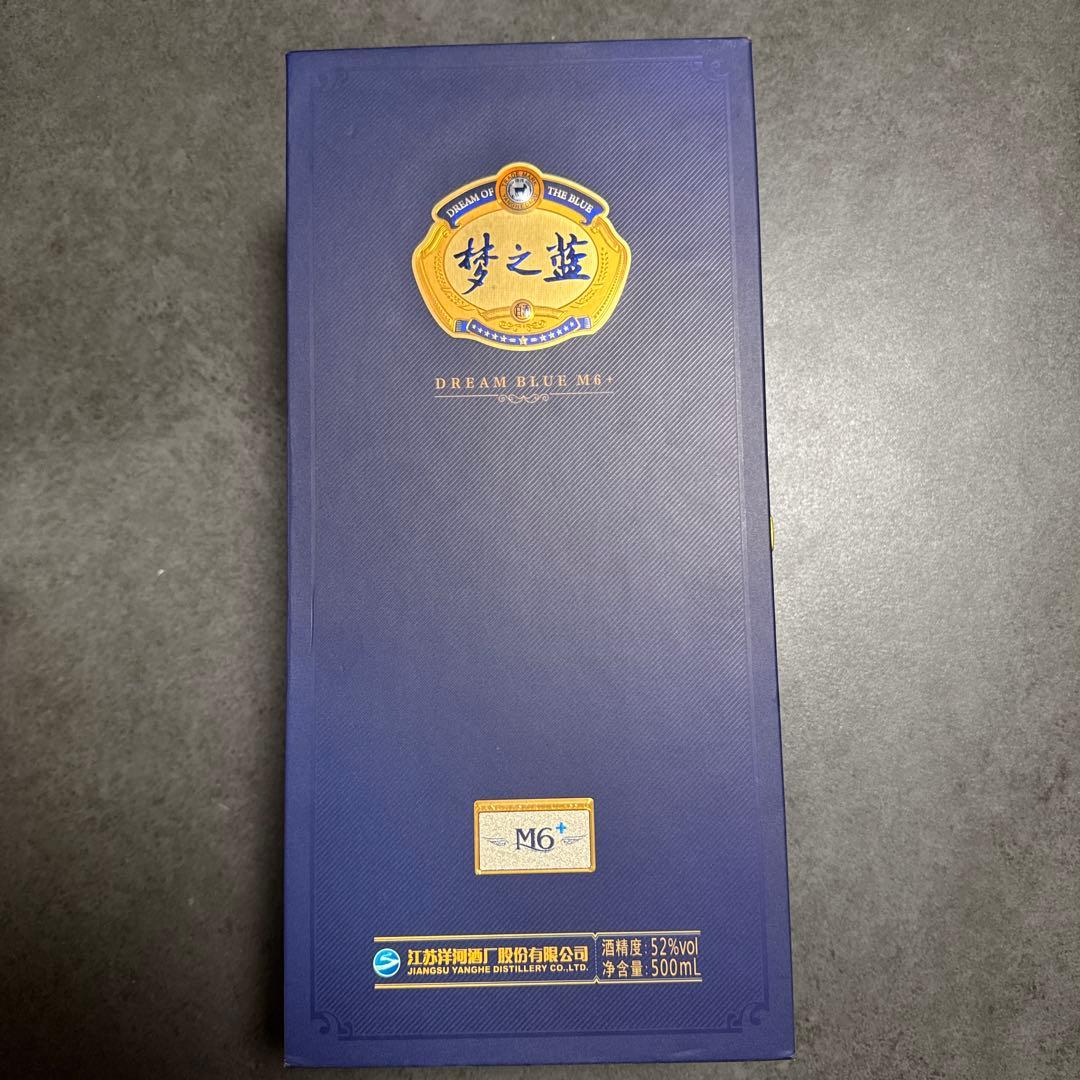 DREAM OF THE BLUE
梦之蓝
DREAM BLUE M6+
M6+
江苏洋河酒厂股份有限公司
JIANGSU YANGHE DISTILLERY CO.,LTD.
酒精度:52%vol
净含量:500mL